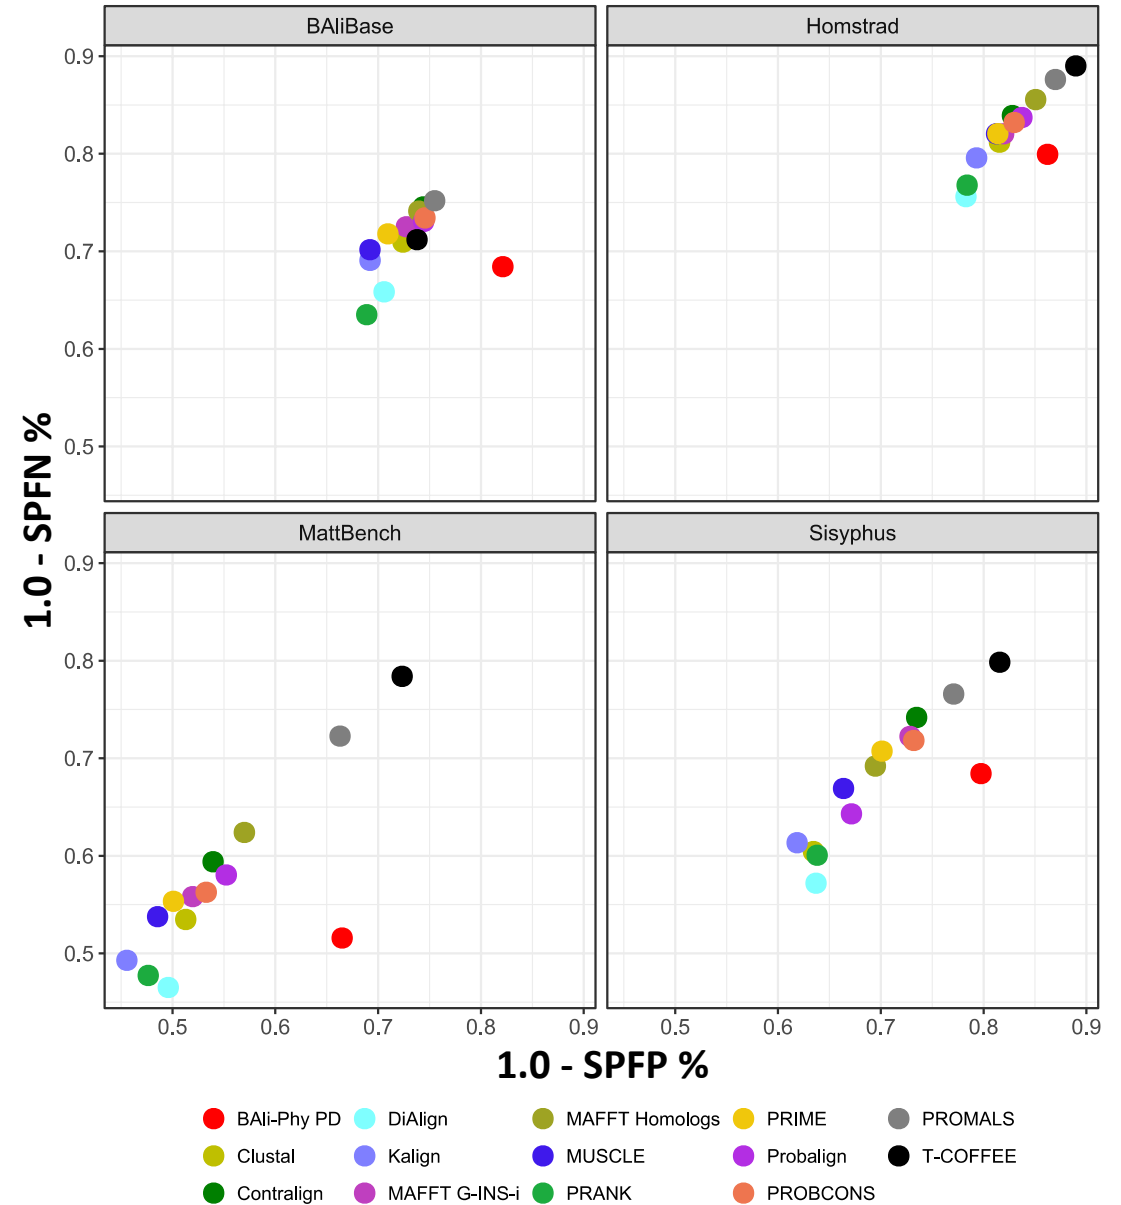 BAliBase
Homstrad
0.9
0.8
0.7
0.6
0.5
MattBench
Sisyphus
0.9
0.8
0.7
0.6
0.5
1.0 - SPFN %
0.5 0.6 0.7 0.8 0.9
0.5 0.6 0.7 0.8 0.9
1.0 - SPFP %
BAli-Phy PD DiAlign MAFFT Homologs PRIME PROMALS
Clustal Kalign MUSCLE Probalign T-COFFEE
Contralign MAFFT G-INS-i PRANK PROBCONS